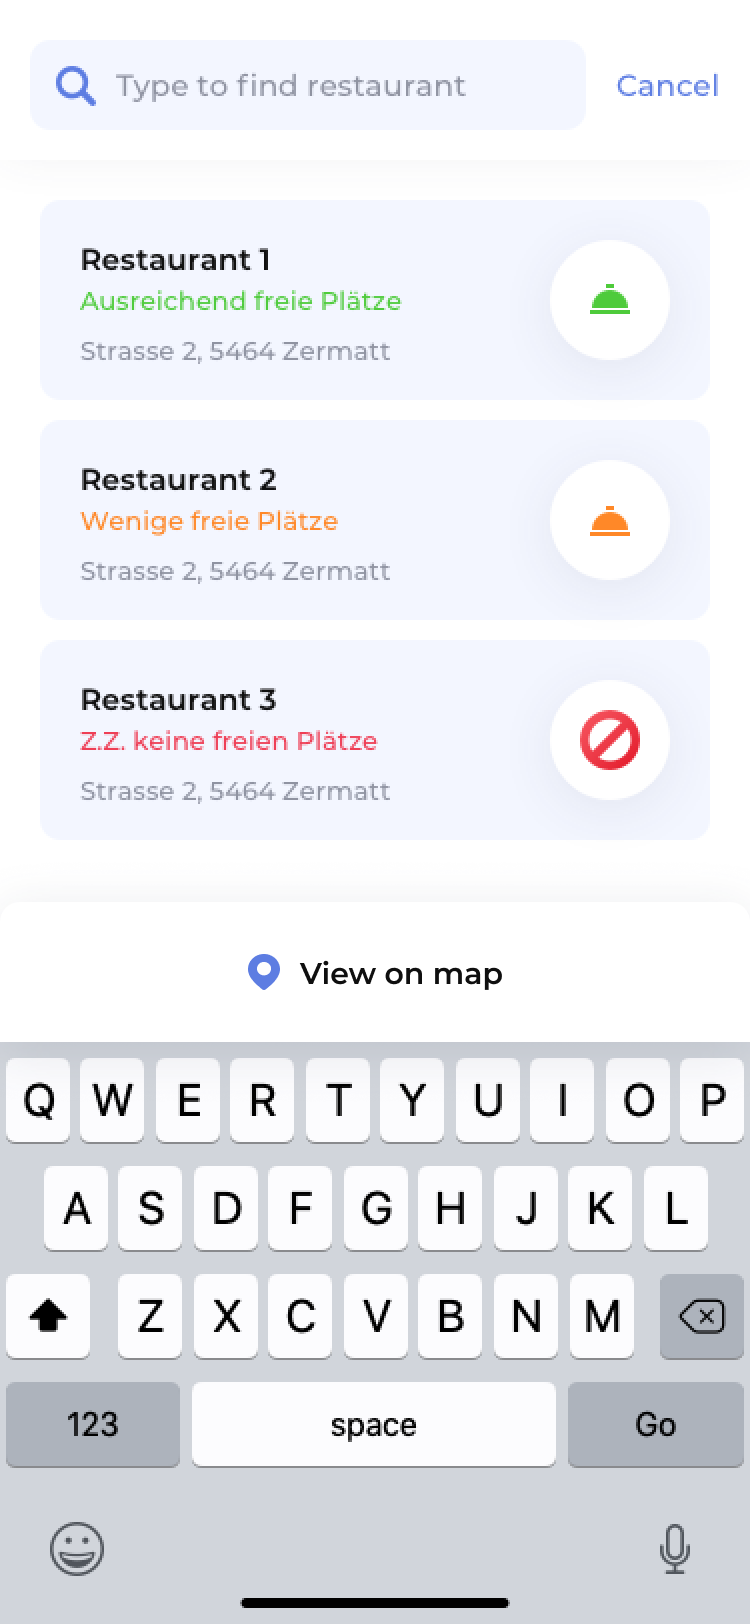 Type to find restaurant
Cancel
Restaurant 1
Ausreichend freie Plätze
Strasse 2, 5464 Zermatt
Restaurant 2
Wenige freie Plätze
Strasse 2, 5464 Zermatt
Restaurant 3
Z.Z. keine freien Plätze
Strasse 2, 5464 Zermatt
View on map
Q W E R T Y U I O P
A S D F G H J K L
Z X C V B N M
123 space Go